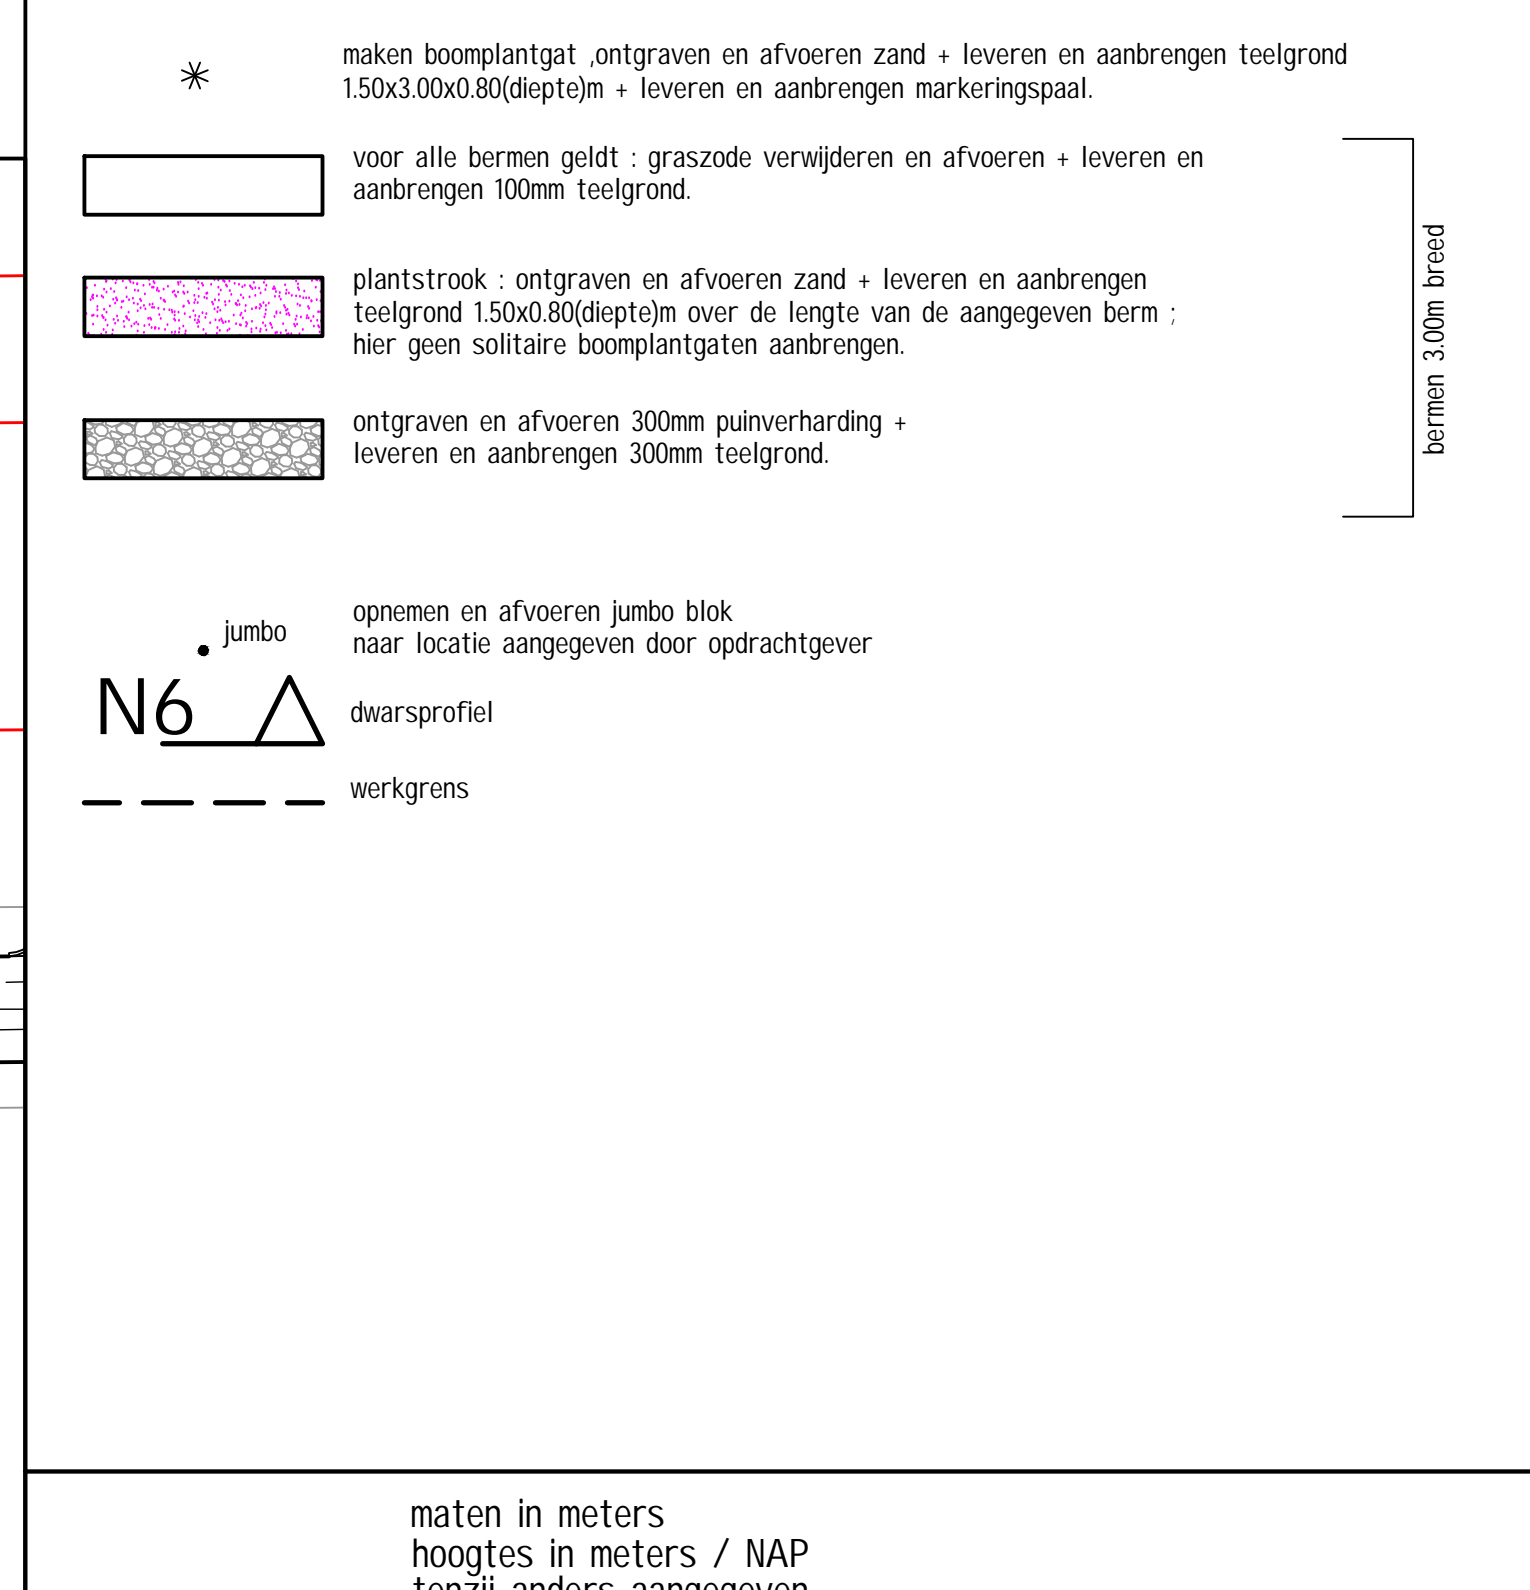 maken boomplantgat ,ontgraven en afvoeren zand + leveren en aanbrengen teelgrond
1.50x3.00x0.80(diepte)m + leveren en aanbrengen markeringspaal.
voor alle bermen geldt : graszode verwijderen en afvoeren + leveren en
aanbrengen 100mm teelgrond.
plantstrook : ontgraven en afvoeren zand + leveren en aanbrengen
teelgrond 1.50x0.80(diepte)m over de lengte van de aangegeven berm ;
hier geen solitaire boomplantgaten aanbrengen.
ontgraven en afvoeren 300mm puinverharding +
leveren en aanbrengen 300mm teelgrond.
bermen 3.00m breed
jumbo
opnemen en afvoeren jumbo blok
naar locatie aangegeven door opdrachtgever
N6
dwarsprofiel
werkgrens
maten in meters
hoogtes in meters / NAP
tenzij anders aangegeven